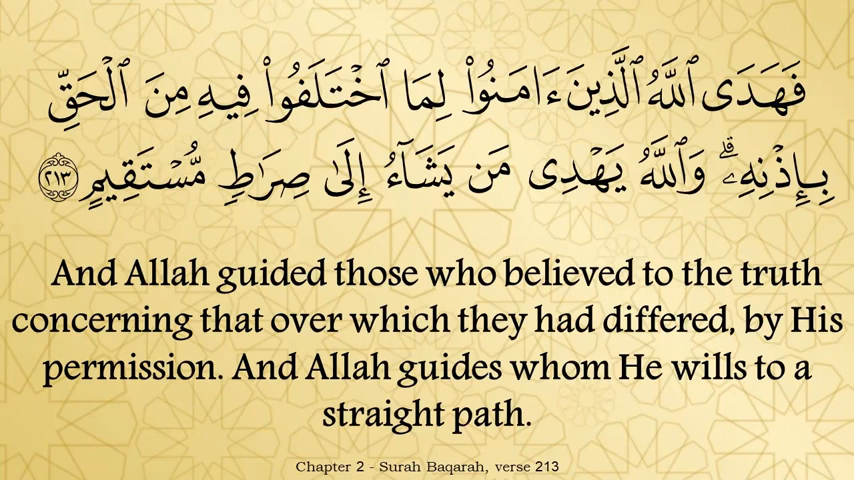 فَهَدَى ٱللَّهُ ٱلَّذِينَ ءَامَنُوا۟ لِمَا ٱخْتَلَفُوا۟ فِيهِ مِنَ ٱلْحَقِّ
بِإِذْنِهِۦ ۗ وَٱللَّهُ يَهْدِى مَن يَشَآءُ إِلَىٰ صِرَٰطٍ مُّسْتَقِيمٍ ٢١٣
And Allah guided those who believed to the truth
concerning that over which they had differed, by His
permission. And Allah guides whom He wills to a
straight path.
Chapter 2 - Surah Baqarah, verse 213